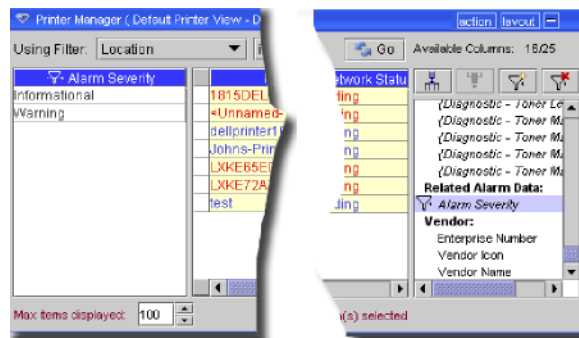 Printer Manager ( Default Printer View - D
action layout
Using Filter: Location
Go
Available Columns: 16/25
Alarm Severity
etwork Statu
Informational
Warning
1815DEL
<Unnamed-
dellprinter1
Johns-Prin
LXKE65E
LXKE72A
test
ding
{Diagnostic - Toner Le
{Diagnostic - Toner Ma
{Diagnostic - Toner Ma
{Diagnostic - Toner Ma
{Diagnostic - Toner Ma
Related Alarm Data:
Alarm Severity
Vendor:
Enterprise Number
Vendor Icon
Vendor Name
Max items displayed: 100
(s) selected